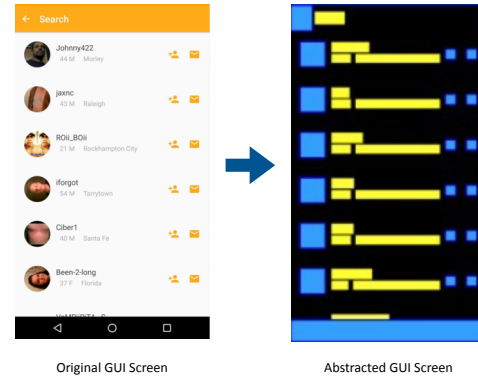 Search
Johnny422
44 M Morley
jaxnc
43 M Raleigh
ROii_BOii
21 M Rockhampton City
iforgot
54 M Tarrytown
Ciber1
40 M Santa Fe
Been-2-long
37 F Florida
Original GUI Screen
Abstracted GUI Screen